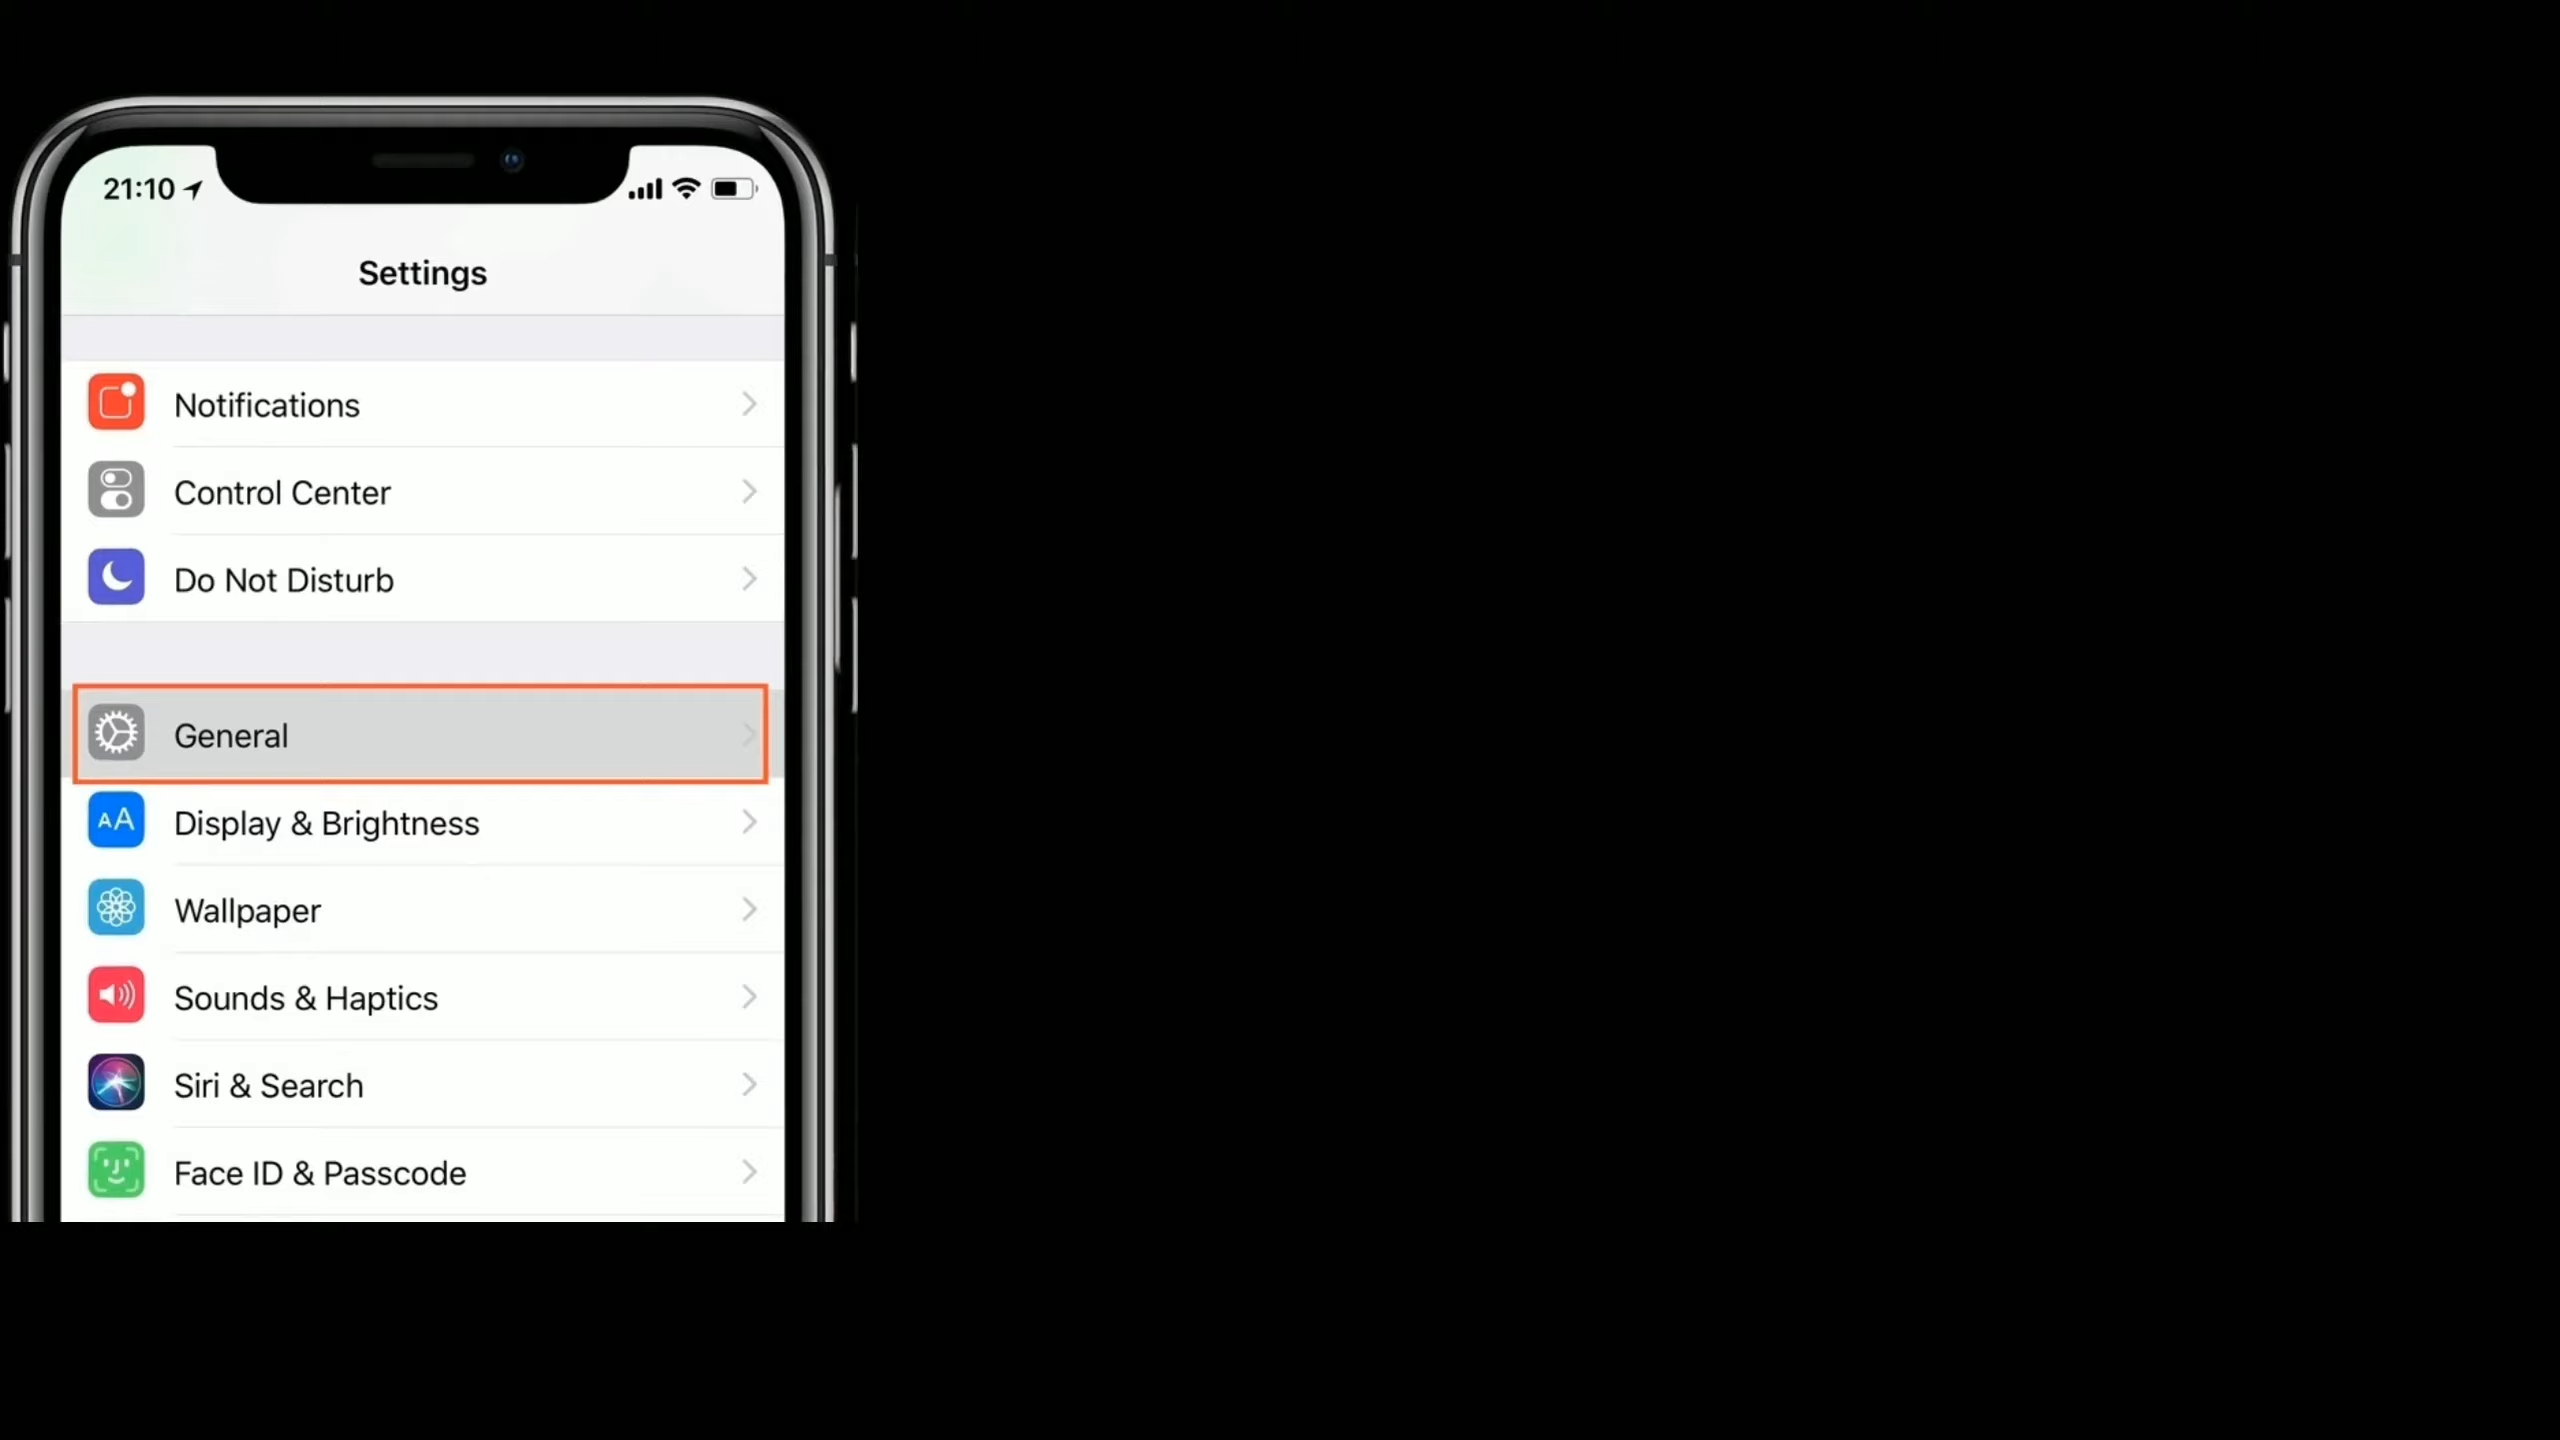 21:10
Settings
Notifications
Control Center
Do Not Disturb
General
Display & Brightness
Wallpaper
Sounds & Haptics
Siri & Search
Face ID & Passcode